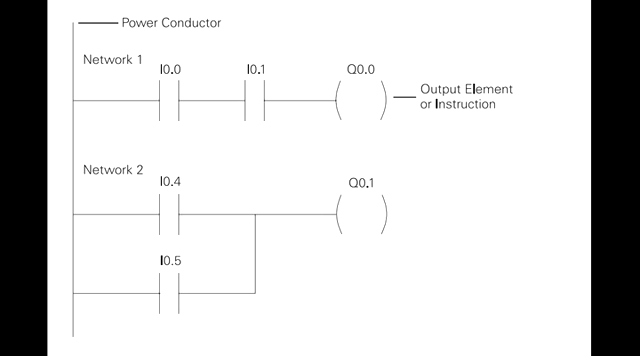 Power Conductor
Network 1
I0.0
I0.1
Q0.0
Output Element
or Instruction
Network 2
I0.4
Q0.1
I0.5